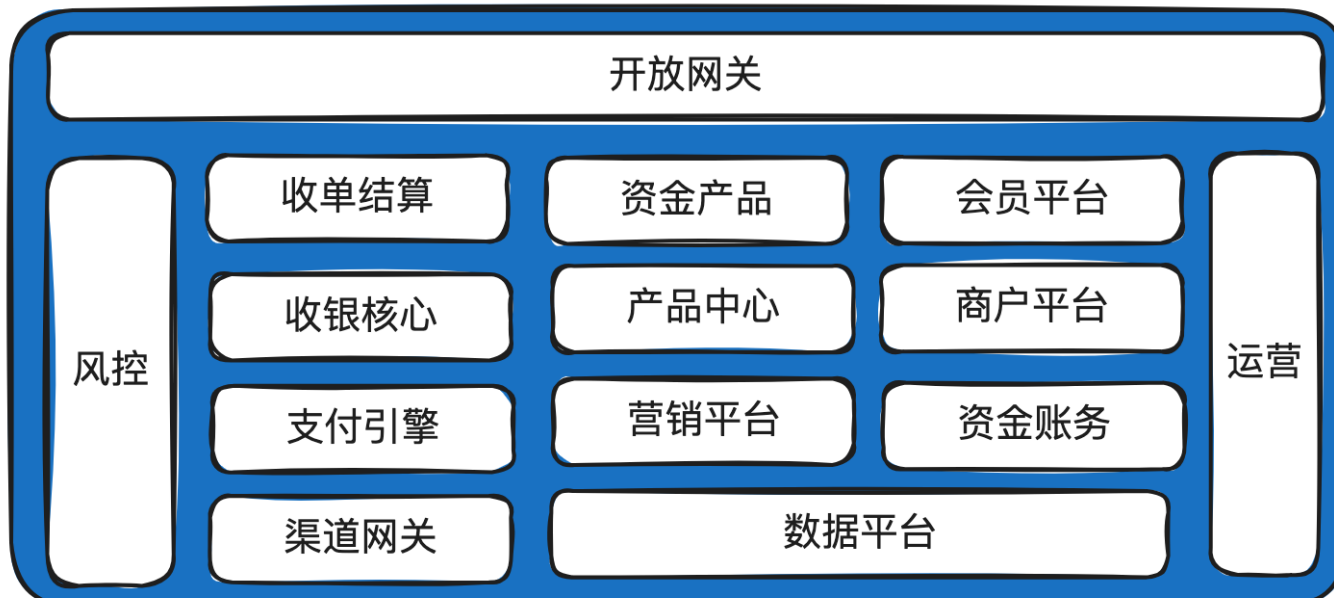 开放网关
风控
收单结算
资金产品
会员平台
收银核心
产品中心
商户平台
支付引擎
营销平台
资金账务
渠道网关
数据平台
运营